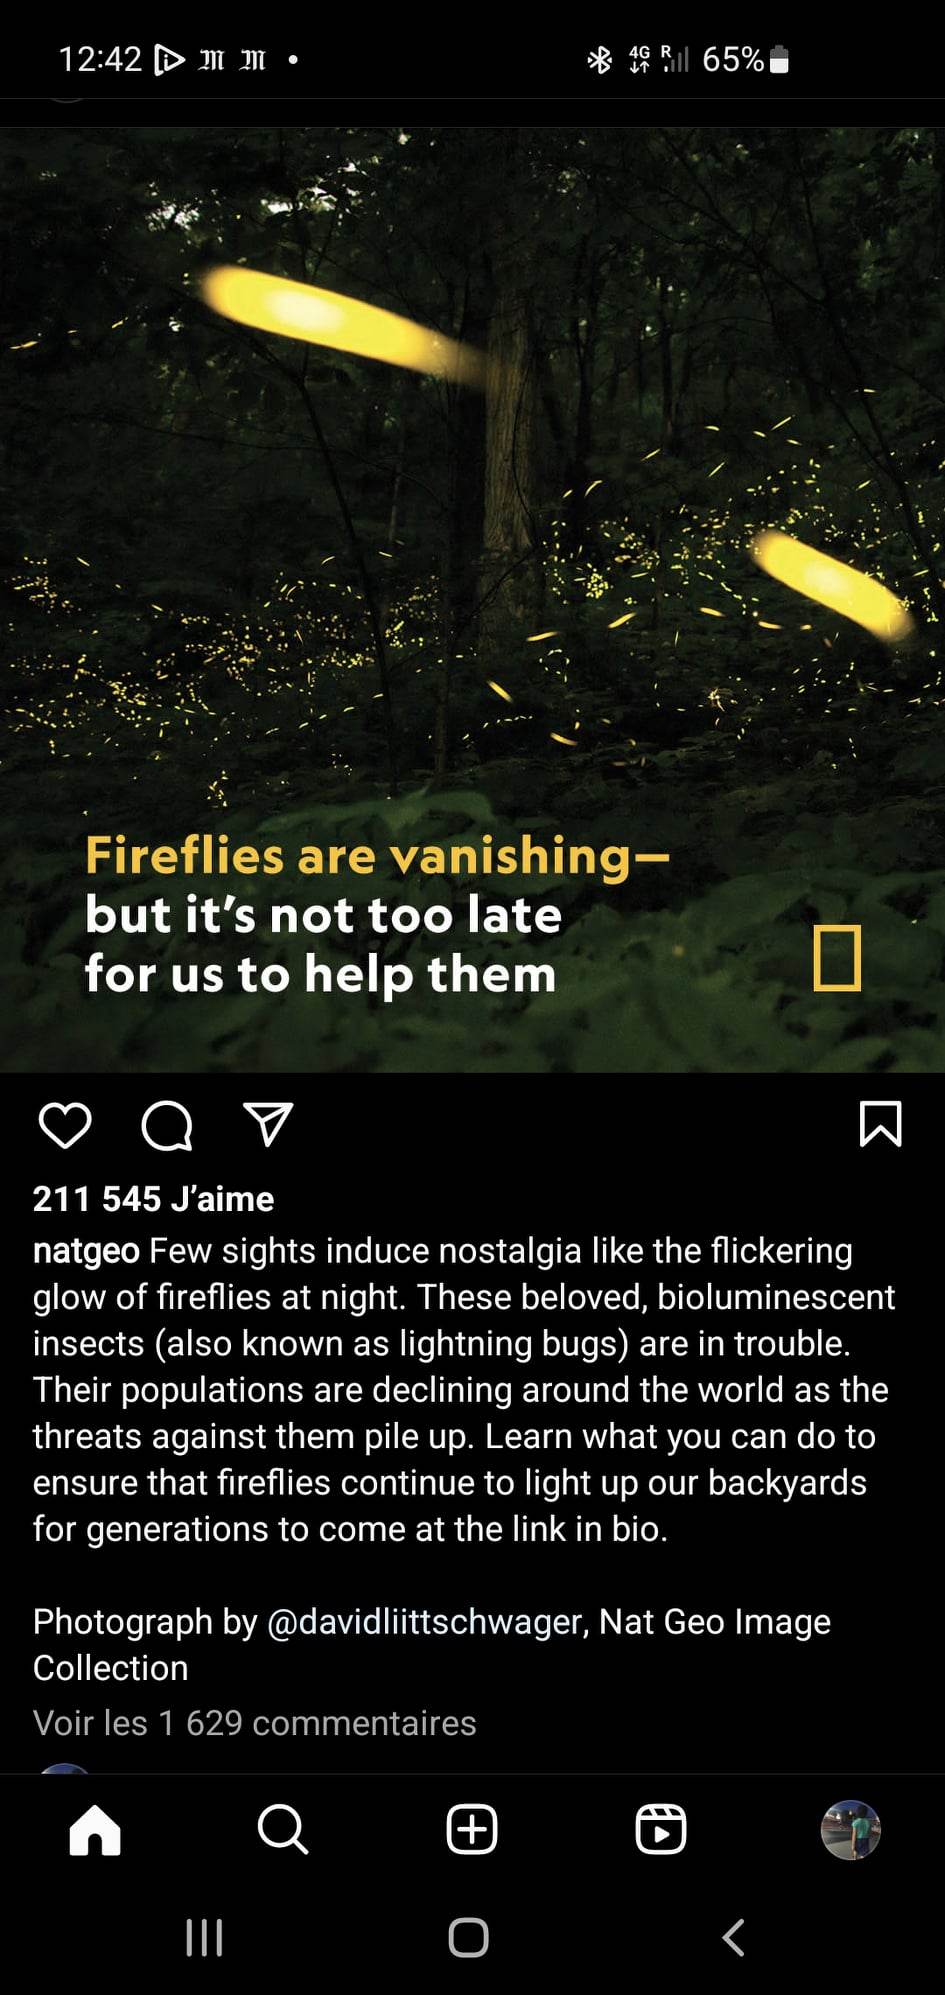 12:42 𝔐 𝔐 • 4G R 65%
Fireflies are vanishing—
but it's not too late
for us to help them
211 545 J'aime
natgeo Few sights induce nostalgia like the flickering
glow of fireflies at night. These beloved, bioluminescent
insects (also known as lightning bugs) are in trouble.
Their populations are declining around the world as the
threats against them pile up. Learn what you can do to
ensure that fireflies continue to light up our backyards
for generations to come at the link in bio.
Photograph by @davidliittschwager, Nat Geo Image
Collection
Voir les 1 629 commentaires